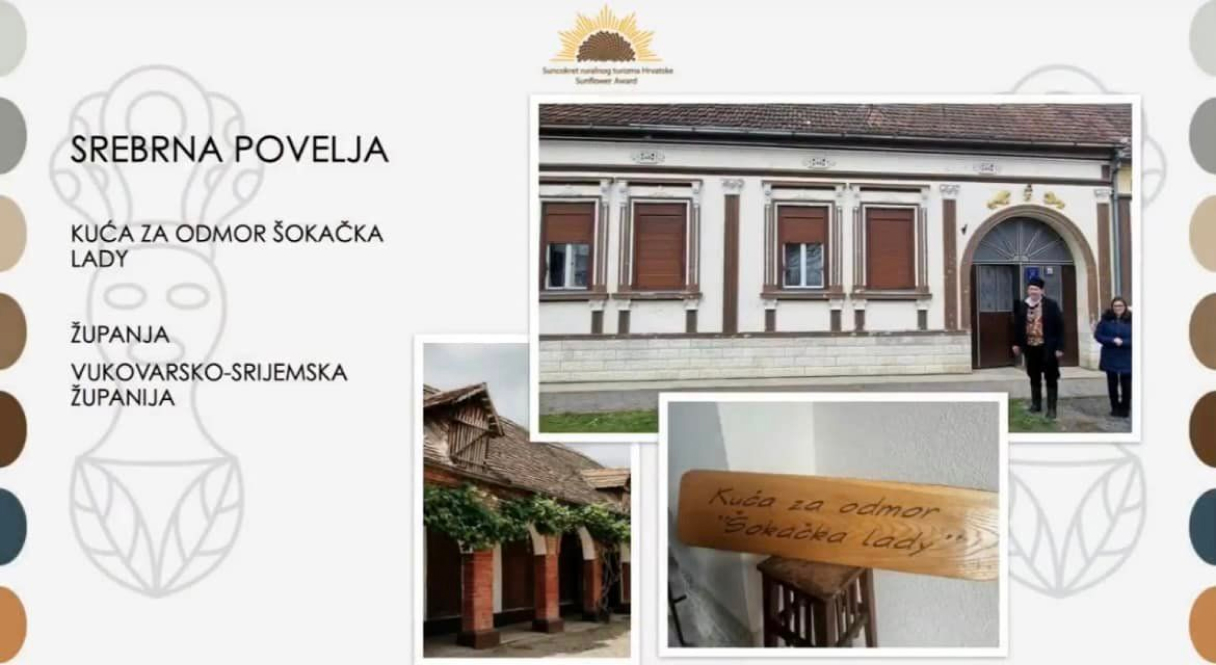 Suncokret ruralnog turizma Hrvatske
Sunflower Award
SREBRNA POVELJA
KUĆA ZA ODMOR ŠOKAČKA
LADY
ŽUPANJA
VUKOVARSKO-SRIJEMSKA
ŽUPANIJA
Kuća za odmor
"Šokačka lady"